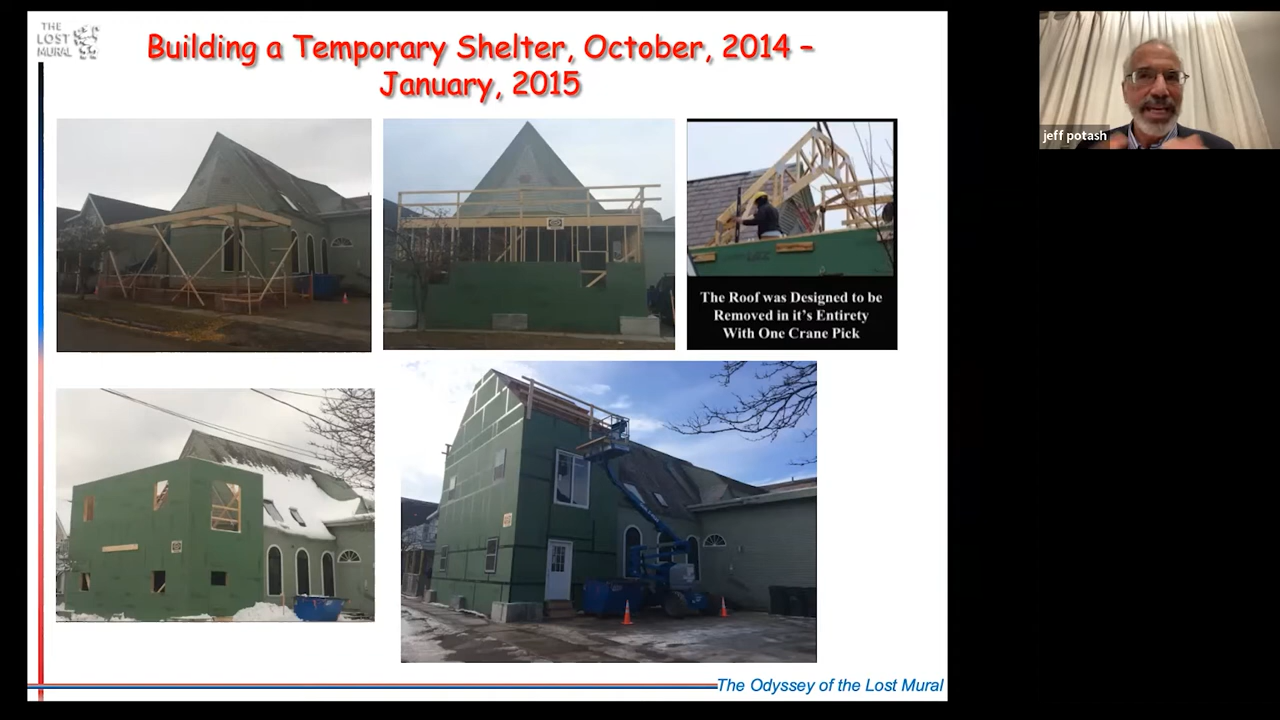 THE
LOST
MURAL
Building a Temporary Shelter, October, 2014 –
January, 2015
jeff potash
The Roof was Designed to be
Removed in it's Entirety
With One Crane Pick
The Odyssey of the Lost Mural